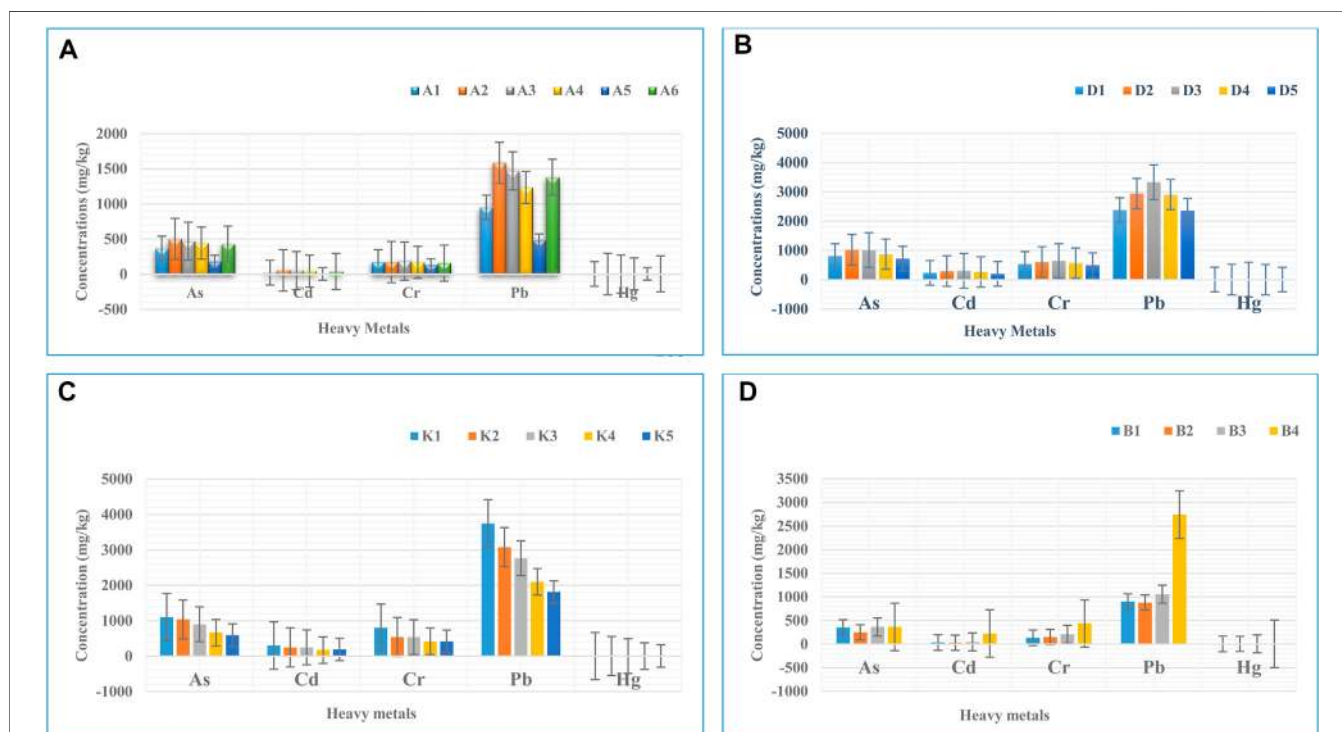 A
A1 A2 A3 A4 A5 A6
2000
1500
1000
500
0
-500
Concentrations (mg/kg)
As Cd Cr Pb Hg
Heavy Metals
B
D1 D2 D3 D4 D5
5000
4000
3000
2000
1000
0
-1000
Concentrations (mg/kg)
As Cd Cr Pb Hg
Heavy Metals
C
K1 K2 K3 K4 K5
5000
4000
3000
2000
1000
0
-1000
Concentration (mg/kg)
As Cd Cr Pb Hg
Heavy metals
D
B1 B2 B3 B4
3500
3000
2500
2000
1500
1000
500
0
-500
-1000
Concentration (mg/kg)
As Cd Cr Pb Hg
Heavy metals